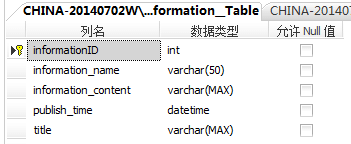 CHINA-20140702W\...formation__Table
CHINA-20140
列名 数据类型 允许 Null 值
informationID int
information_name varchar(50)
information_content varchar(MAX)
publish_time datetime
title varchar(MAX)